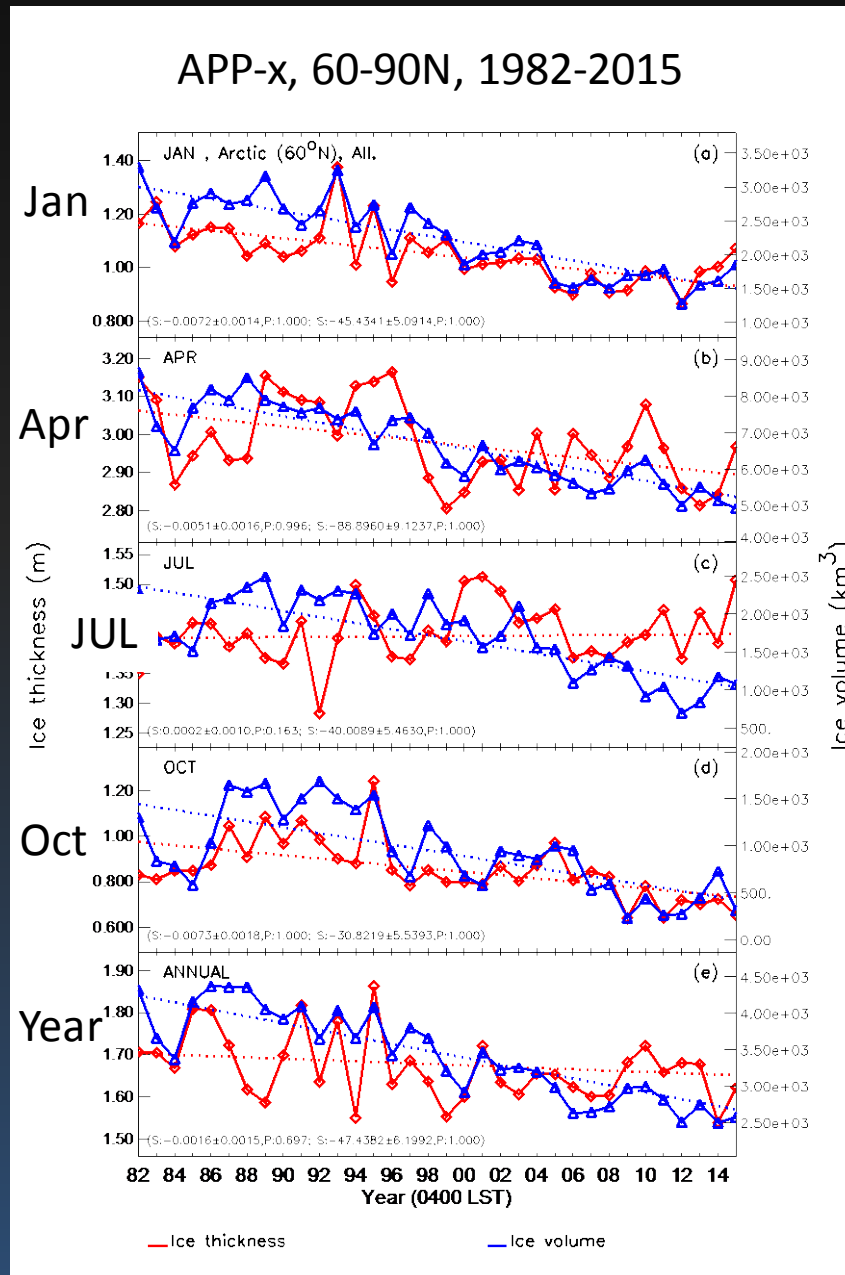 APP-x, 60-90N, 1982-2015
Jan
JAN , Arctic (60°N), All.
(a)
1.40
1.20
1.00
0.800
3.50e+03
3.00e+03
2.50e+03
2.00e+03
1.50e+03
1.00e+03
(S:-0.0072±0.0014,P:1.000; S:-45.4341±5.0914,P:1.000)
Apr
APR
(b)
3.20
3.10
3.00
2.90
2.80
9.00e+03
8.00e+03
7.00e+03
6.00e+03
5.00e+03
4.00e+03
(S:-0.0051±0.0016,P:0.996; S:-88.8960±9.1237,P:1.000)
Ice thickness (m)
Ice volume (km³)
JUL
JUL
(c)
1.55
1.50
1.35
1.30
1.25
2.50e+03
2.00e+03
1.50e+03
1.00e+03
500.
(S:0.0002±0.0010,P:0.163; S:-40.0089±5.4630,P:1.000)
Oct
OCT
(d)
1.20
1.00
0.800
0.600
2.00e+03
1.50e+03
1.00e+03
500.
0.00
(S:-0.0073±0.0018,P:1.000; S:-30.8219±5.5393,P:1.000)
Year
ANNUAL
(e)
1.90
1.80
1.70
1.60
1.50
4.50e+03
4.00e+03
3.50e+03
3.00e+03
2.50e+03
(S:-0.0016±0.0015,P:0.697; S:-47.4382±6.1992,P:1.000)
82 84 86 88 90 92 94 96 98 00 02 04 06 08 10 12 14
Year (0400 LST)
Ice thickness
Ice volume